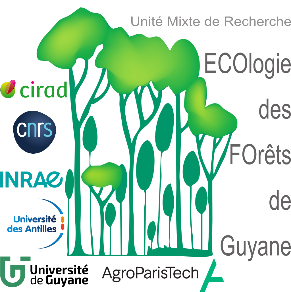 Unité Mixte de Recherche
ECOlogie
des
FOrêts
de
Guyane
cirad
cnrs
INRAE
Université
des Antilles
Université
de Guyane
AgroParisTech